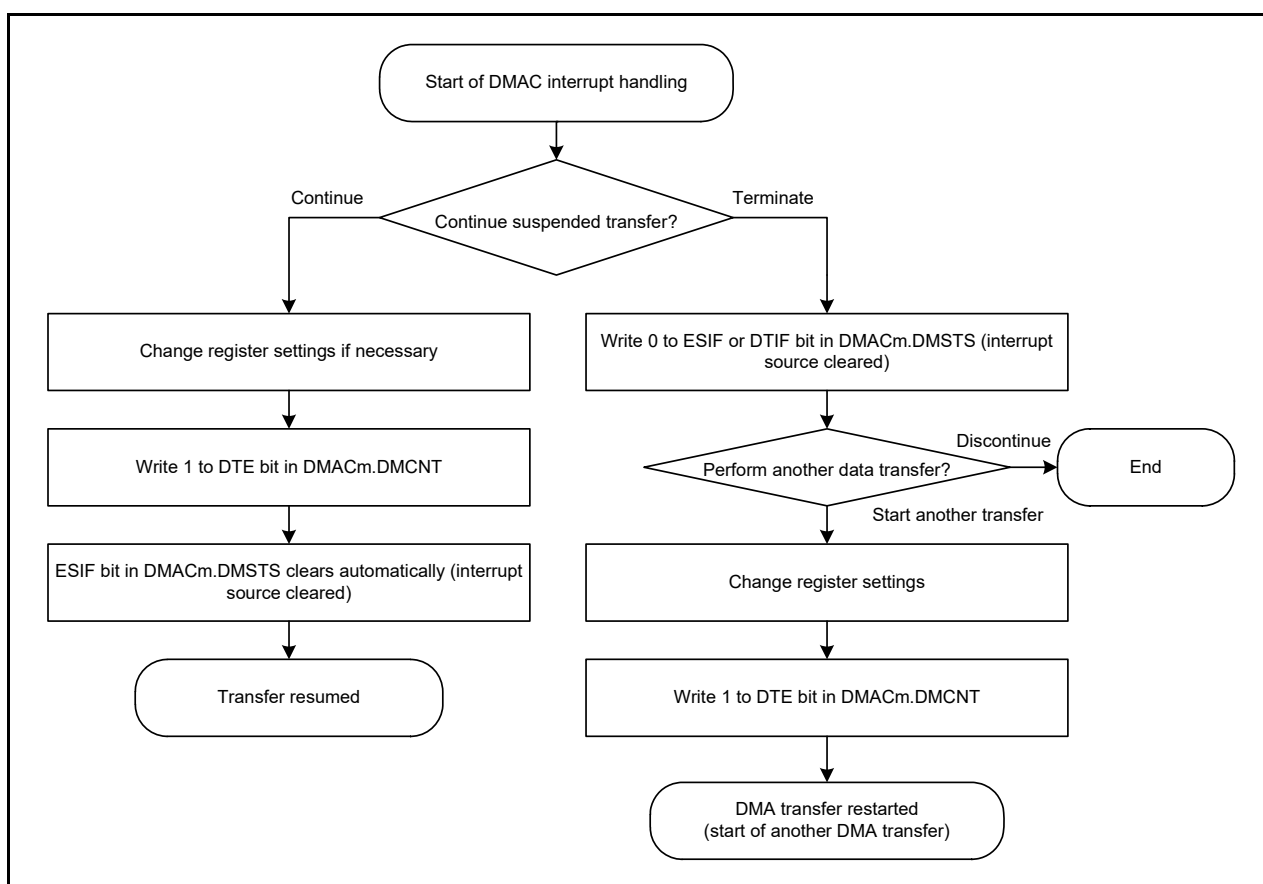 Start of DMAC interrupt handling
Continue
Terminate
Continue suspended transfer?
Change register settings if necessary
Write 1 to DTE bit in DMACm.DMCNT
ESIF bit in DMACm.DMSTS clears automatically (interrupt
source cleared)
Transfer resumed
Write 0 to ESIF or DTIF bit in DMACm.DMSTS (interrupt
source cleared)
Discontinue
Perform another data transfer?
End
Start another transfer
Change register settings
Write 1 to DTE bit in DMACm.DMCNT
DMA transfer restarted
(start of another DMA transfer)